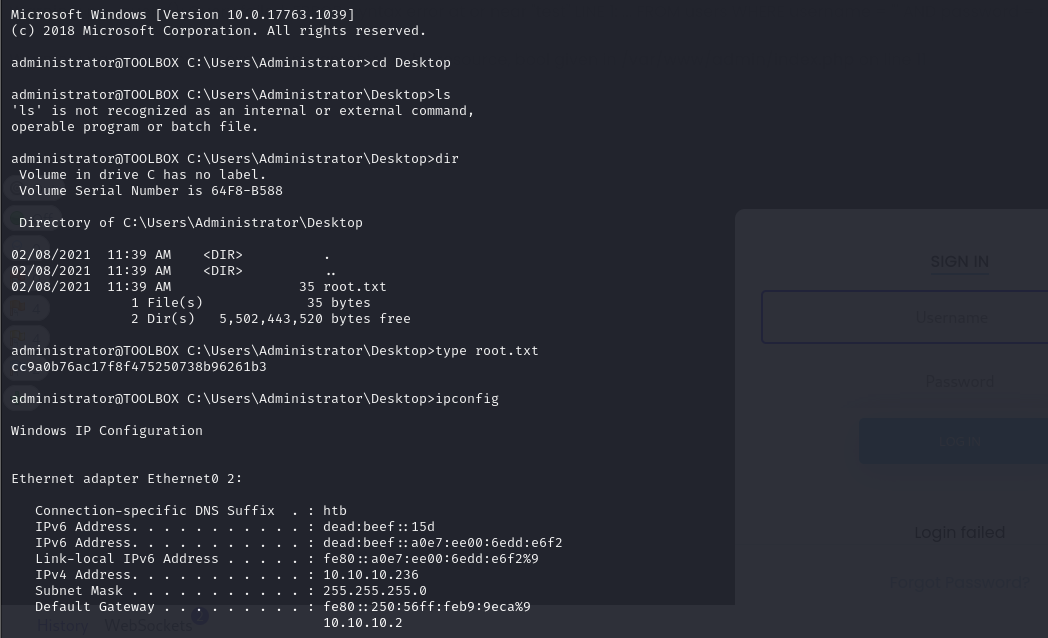 Microsoft Windows [Version 10.0.17763.1039]
(c) 2018 Microsoft Corporation. All rights reserved.
administrator@TOOLBOX C:\Users\Administrator>cd Desktop
administrator@TOOLBOX C:\Users\Administrator\Desktop>ls
'ls' is not recognized as an internal or external command,
operable program or batch file.
administrator@TOOLBOX C:\Users\Administrator\Desktop>dir
Volume in drive C has no label.
Volume Serial Number is 64F8-B588
Directory of C:\Users\Administrator\Desktop
02/08/2021  11:39 AM    <DIR>          .
02/08/2021  11:39 AM    <DIR>          ..
02/08/2021  11:39 AM                35 root.txt
1 File(s)             35 bytes
2 Dir(s)   5,502,443,520 bytes free
administrator@TOOLBOX C:\Users\Administrator\Desktop>type root.txt
cc9a0b76ac17f8f475250738b96261b3
administrator@TOOLBOX C:\Users\Administrator\Desktop>ipconfig
Windows IP Configuration
Ethernet adapter Ethernet0 2:
Connection-specific DNS Suffix  . : htb
IPv6 Address. . . . . . . . . . . : dead:beef::15d
IPv6 Address. . . . . . . . . . . : dead:beef::a0e7:ee00:6edd:e6f2
Link-local IPv6 Address . . . . . : fe80::a0e7:ee00:6edd:e6f2%9
IPv4 Address. . . . . . . . . . . : 10.10.10.236
Subnet Mask . . . . . . . . . . . : 255.255.255.0
Default Gateway . . . . . . . . . : fe80::250:56ff:feb9:9eca%9
10.10.10.2
SIGN IN
Username
Password
Login failed
Forgot Password?
History WebSockets